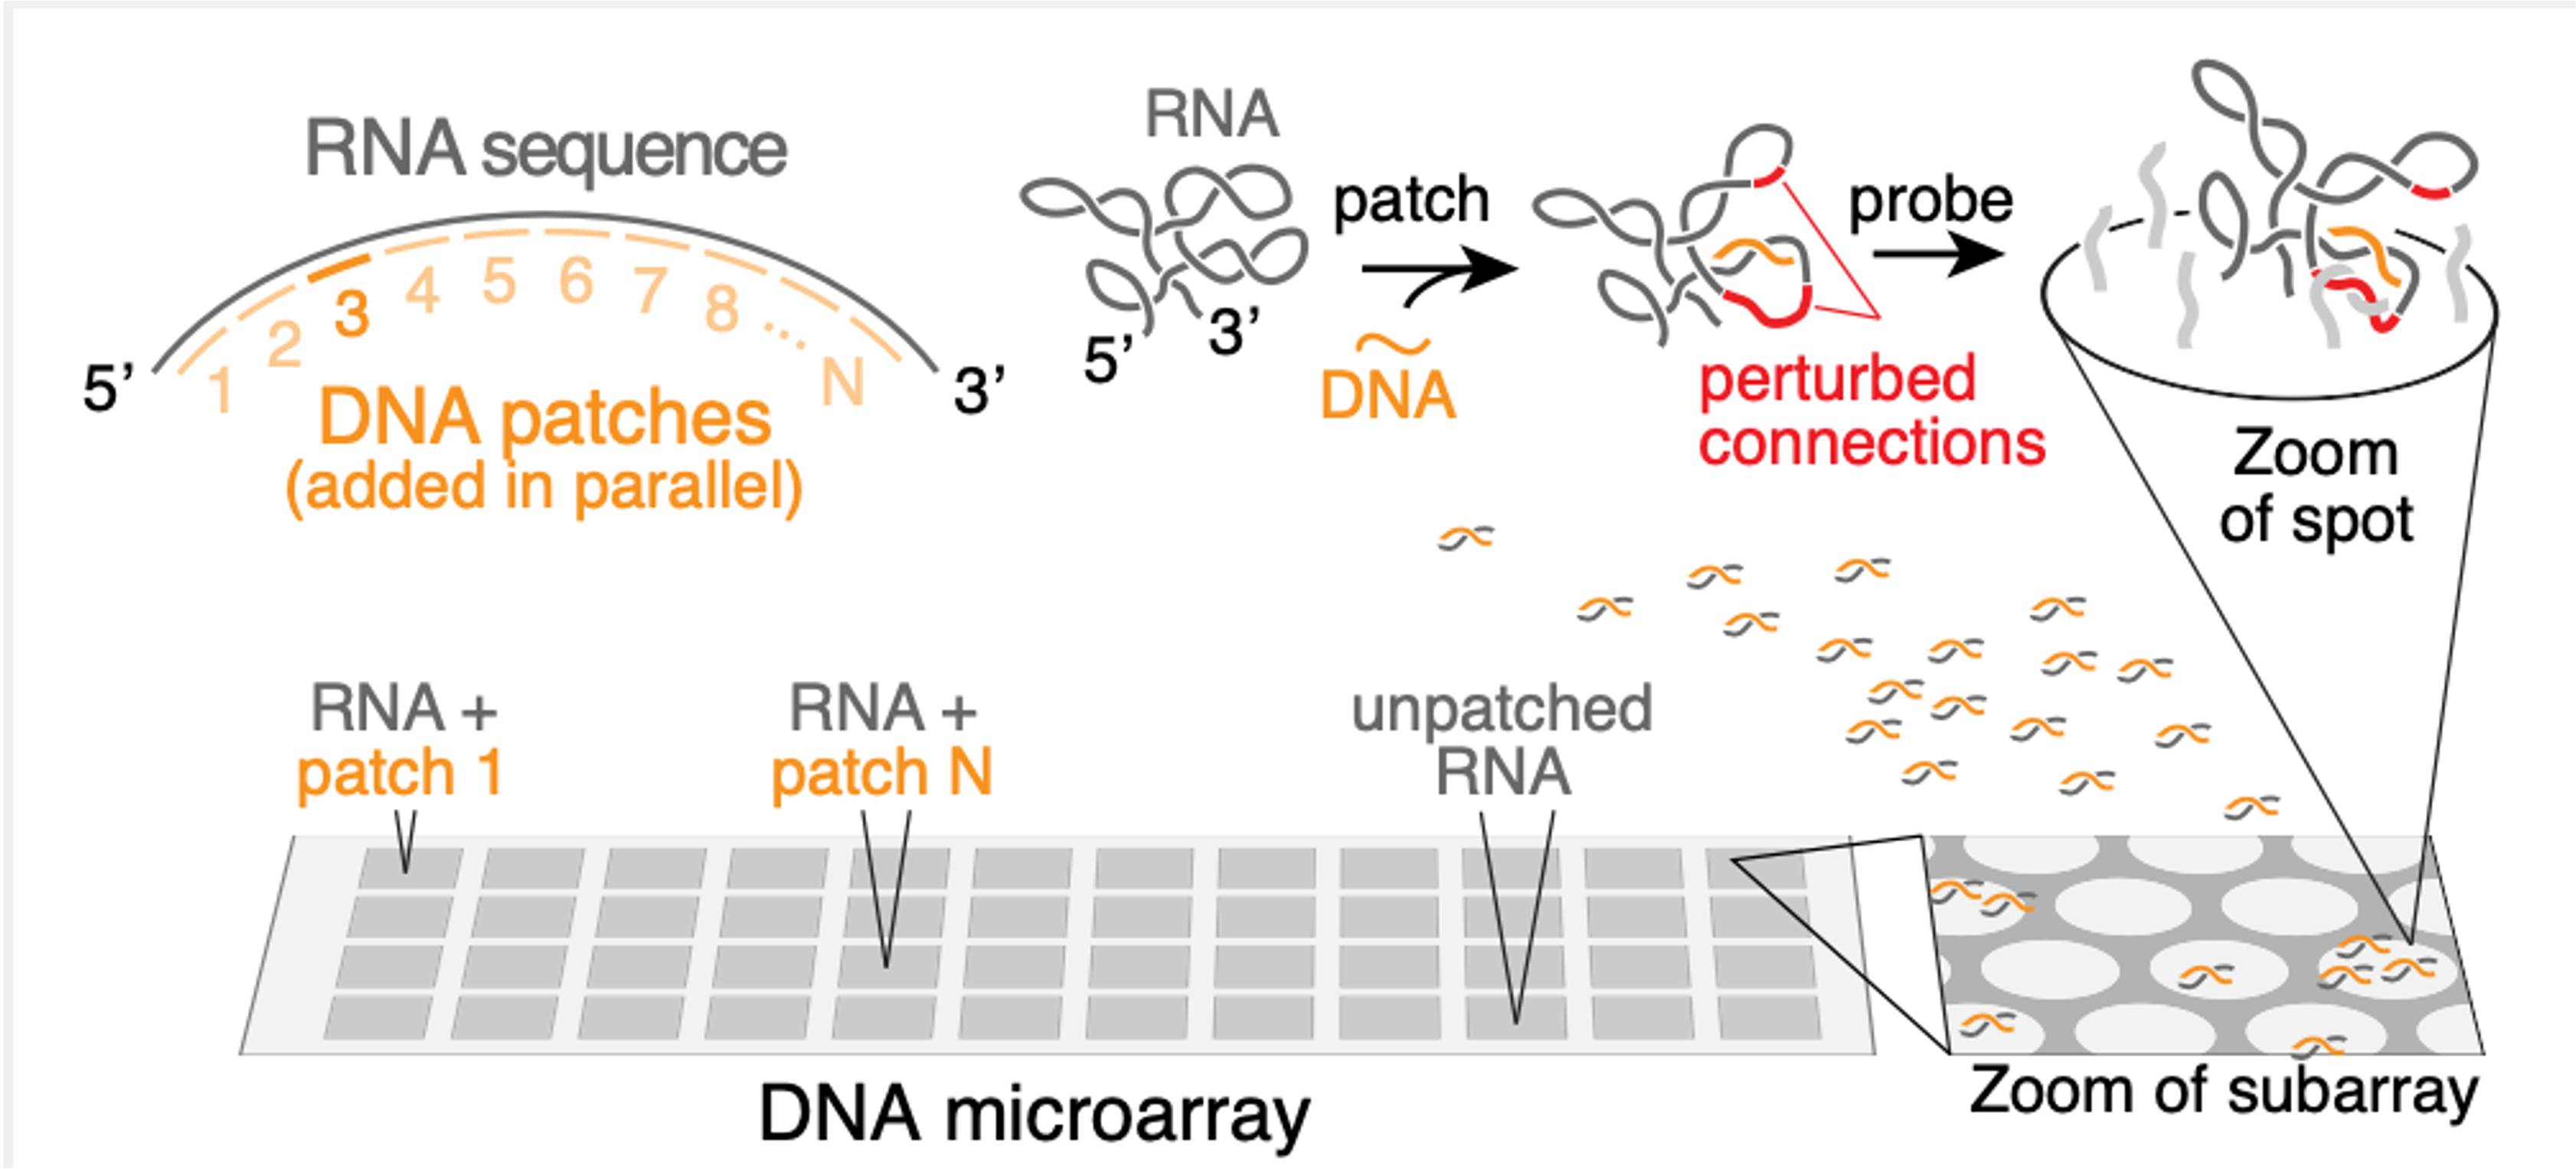 RNA sequence
5’
1
2
3
4
5
6
7
8
...
N
3’
DNA patches
(added in parallel)
RNA
5’
3’
patch
DNA
probe
perturbed
connections
Zoom
of spot
RNA +
patch 1
RNA +
patch N
unpatched
RNA
DNA microarray
Zoom of subarray